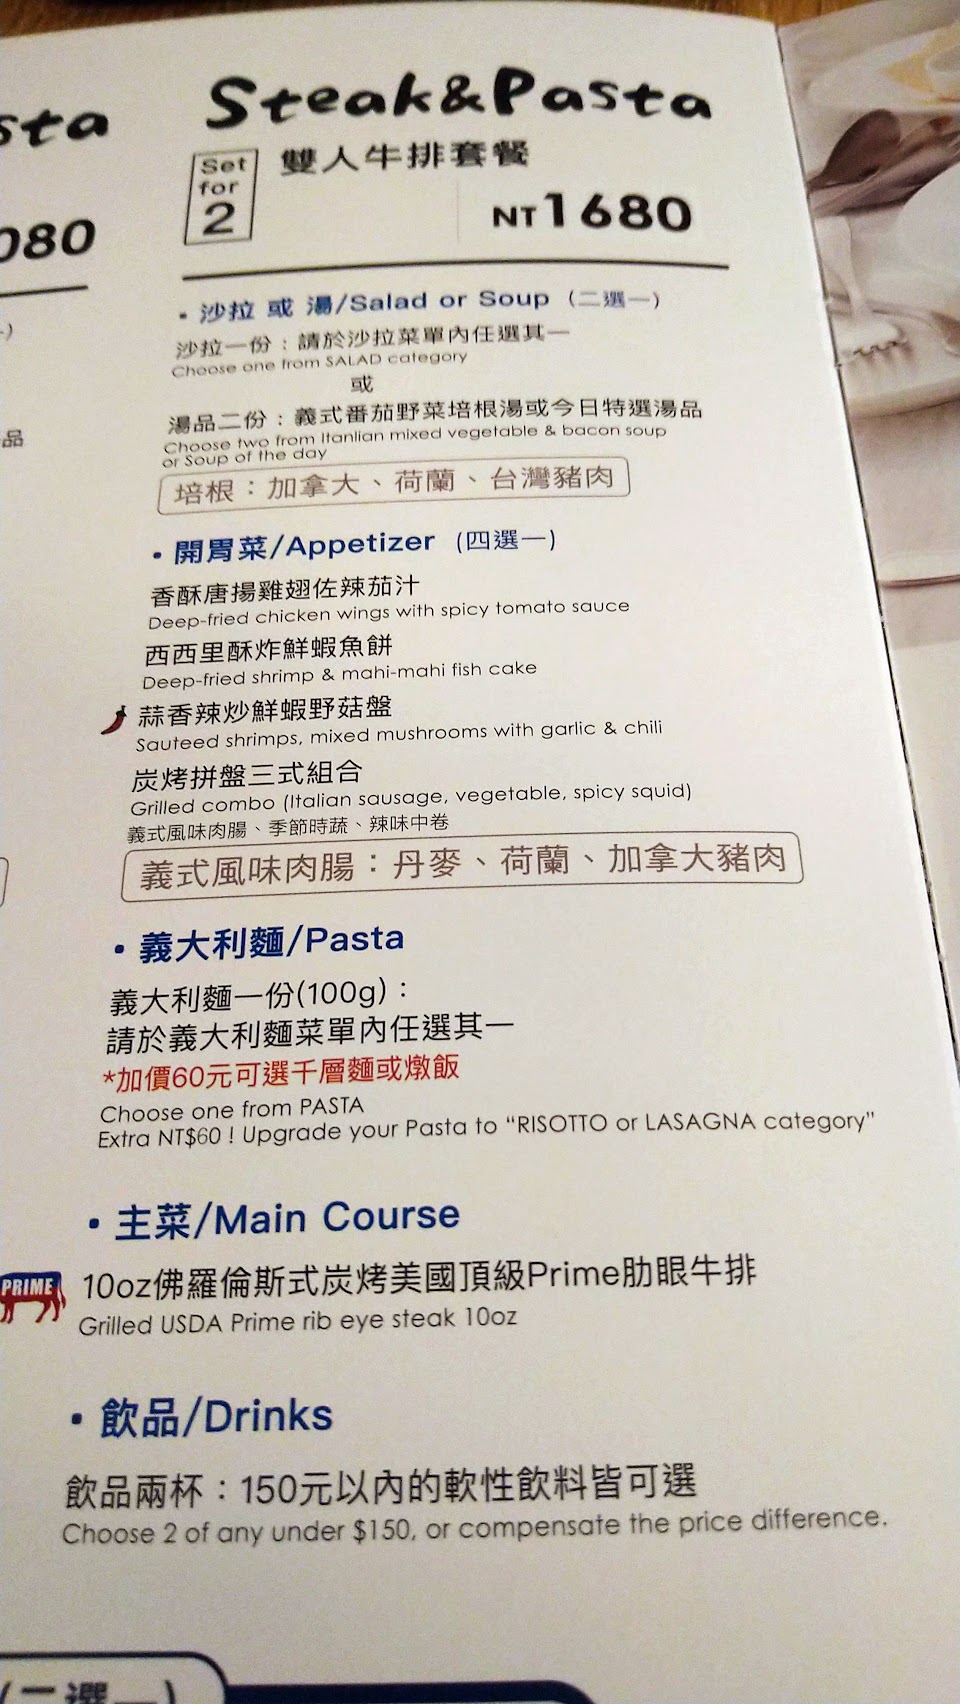 sta
080
品
Steak&Pasta
Set for 2
雙人牛排套餐
NT1680
・沙拉 或 湯/Salad or Soup (二選一)
沙拉一份：請於沙拉菜單內任選其一
Choose one from SALAD category
或
湯品二份：義式番茄野菜培根湯或今日特選湯品
Choose two from Itanlian mixed vegetable & bacon soup
or Soup of the day
培根：加拿大、荷蘭、台灣豬肉
・開胃菜/Appetizer (四選一)
香酥唐揚雞翅佐辣茄汁
Deep-fried chicken wings with spicy tomato sauce
西西里酥炸鮮蝦魚餅
Deep-fried shrimp & mahi-mahi fish cake
蒜香辣炒鮮蝦野菇盤
Sauteed shrimps, mixed mushrooms with garlic & chili
炭烤拼盤三式組合
Grilled combo (Italian sausage, vegetable, spicy squid)
義式風味肉腸、季節時蔬、辣味中卷
義式風味肉腸：丹麥、荷蘭、加拿大豬肉
・義大利麵/Pasta
義大利麵一份(100g)：
請於義大利麵菜單內任選其一
*加價60元可選千層麵或燉飯
Choose one from PASTA
Extra NT$60 ! Upgrade your Pasta to “RISOTTO or LASAGNA category”
・主菜/Main Course
PRIME
10oz佛羅倫斯式炭烤美國頂級Prime肋眼牛排
Grilled USDA Prime rib eye steak 10oz
・飲品/Drinks
飲品兩杯：150元以內的軟性飲料皆可選
Choose 2 of any under $150, or compensate the price difference.
(二選一)